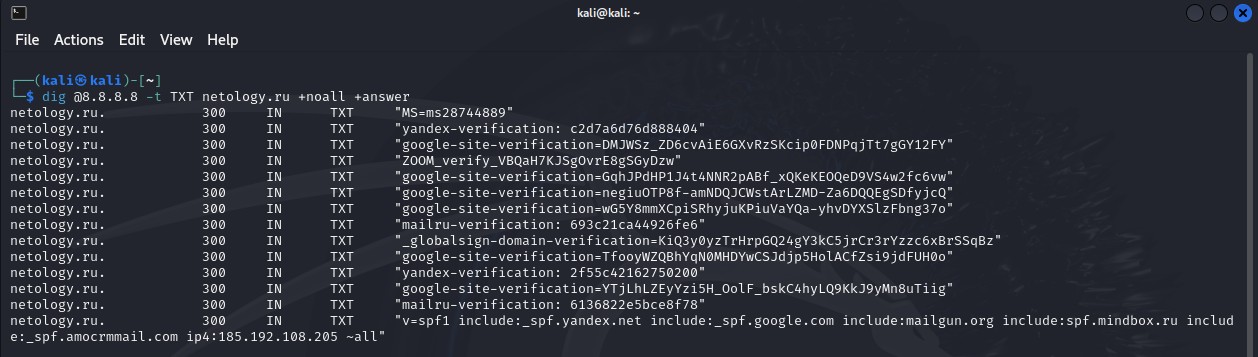 kali@kali: ~
File Actions Edit View Help
┌──(kali㉿kali)-[~]
└─$ dig @8.8.8.8 -t TXT netology.ru +noall +answer
netology.ru. 300 IN TXT "MS=ms28744889"
netology.ru. 300 IN TXT "yandex-verification: c2d7a6d76d888404"
netology.ru. 300 IN TXT "google-site-verification=DMJWSz_ZD6cvAiE6GXvRzSKcip0FDNPqjTt7gGY12FY"
netology.ru. 300 IN TXT "ZOOM_verify_VBQaH7KJSgOvrE8gSGyDzw"
netology.ru. 300 IN TXT "google-site-verification=GqhJPdHP1J4t4NNR2pABf_xQKeKEOQeD9VS4w2fc6vw"
netology.ru. 300 IN TXT "google-site-verification=negiuOTP8f-amNDQJCWstArLZMD-Za6DQQEgSDfyjcQ"
netology.ru. 300 IN TXT "google-site-verification=wG5Y8mmXCpiSRhyjuKPiuVaYQa-yhvDYXSlzFbng37o"
netology.ru. 300 IN TXT "mailru-verification: 693c21ca44926fe6"
netology.ru. 300 IN TXT "_globalsign-domain-verification=KiQ3y0yzTrHrpGQ24gY3kC5jrCr3rYzzc6xBrSSqBz"
netology.ru. 300 IN TXT "google-site-verification=TfooyWZQBhYqN0MHDYwCSJdjp5HolACfZsi9jdFUH0o"
netology.ru. 300 IN TXT "yandex-verification: 2f55c42162750200"
netology.ru. 300 IN TXT "google-site-verification=YTjLhLZEyYzi5H_OolF_bskC4hyLQ9KkJ9yMn8uTiig"
netology.ru. 300 IN TXT "mailru-verification: 6136822e5bce8f78"
netology.ru. 300 IN TXT "v=spf1 include:_spf.yandex.net include:_spf.google.com include:mailgun.org include:spf.mindbox.ru includ
e:_spf.amocrmmail.com ip4:185.192.108.205 ~all"